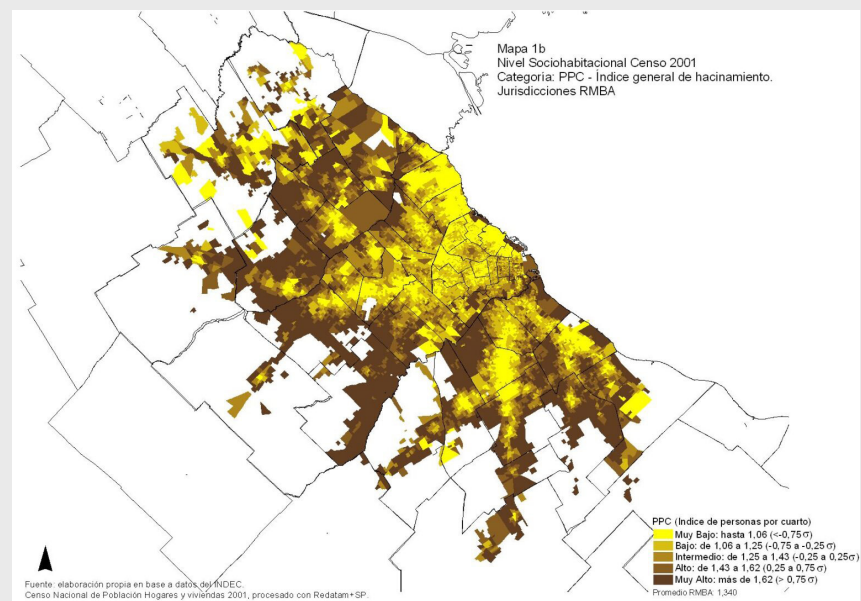 Mapa 1b
Nivel Sociohabitacional Censo 2001
Categoria: PPC - Índice general de hacinamiento.
Jurisdicciones RMBA
PPC (Indice de personas por cuarto)
Muy Bajo: hasta 1,06 (<-0,75 σ)
Bajo: de 1,06 a 1,25 (-0,75 a -0,25 σ)
Intermedio: de 1,25 a 1,43 (-0,25 a 0,25σ)
Alto: de 1,43 a 1,62 (0,25 a 0,75σ)
Muy Alto: más de 1,62 (> 0,75σ)
Promedio RMBA: 1,340
Fuente: elaboración propia en base a datos del INDEC.
Censo Nacional de Población Hogares y viviendas 2001, procesado con Redatam+SP.